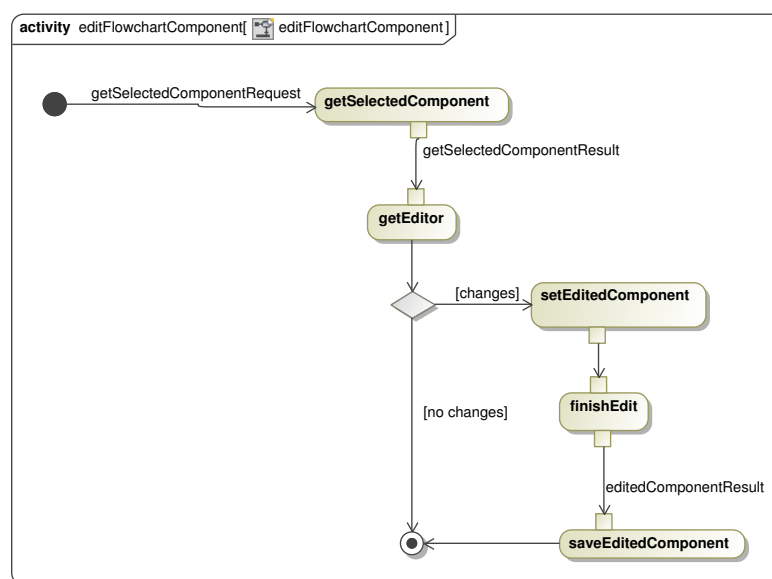 activity editFlowchartComponent[ editFlowchartComponent]
getSelectedComponentRequest
getSelectedComponent
getSelectedComponentResult
getEditor
[changes]
setEditedComponent
[no changes]
finishEdit
editedComponentResult
saveEditedComponent